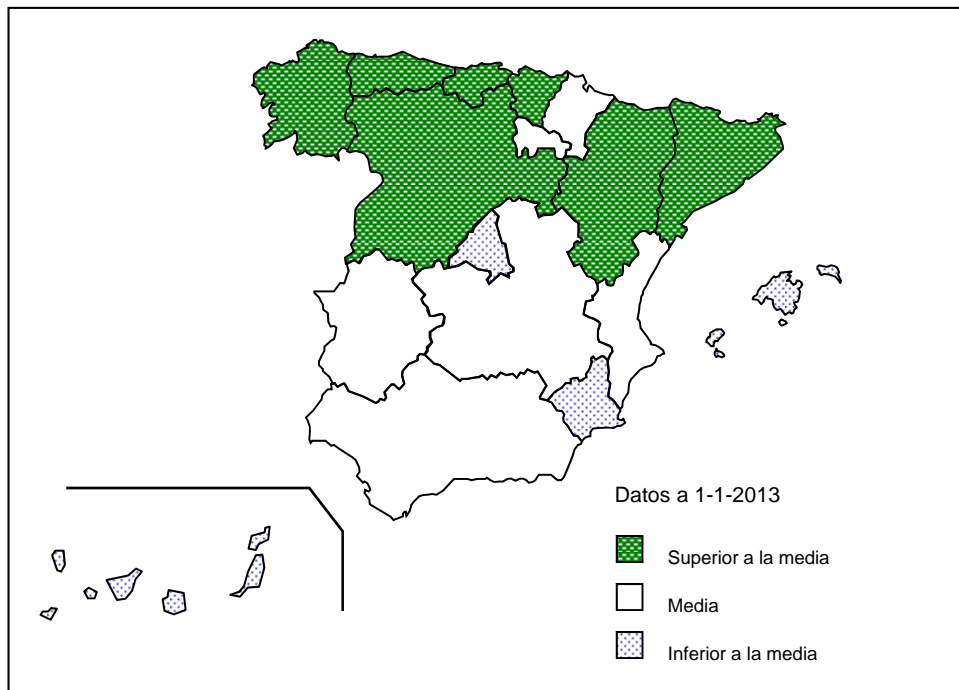 Datos a 1-1-2013
Superior a la media
Media
Inferior a la media